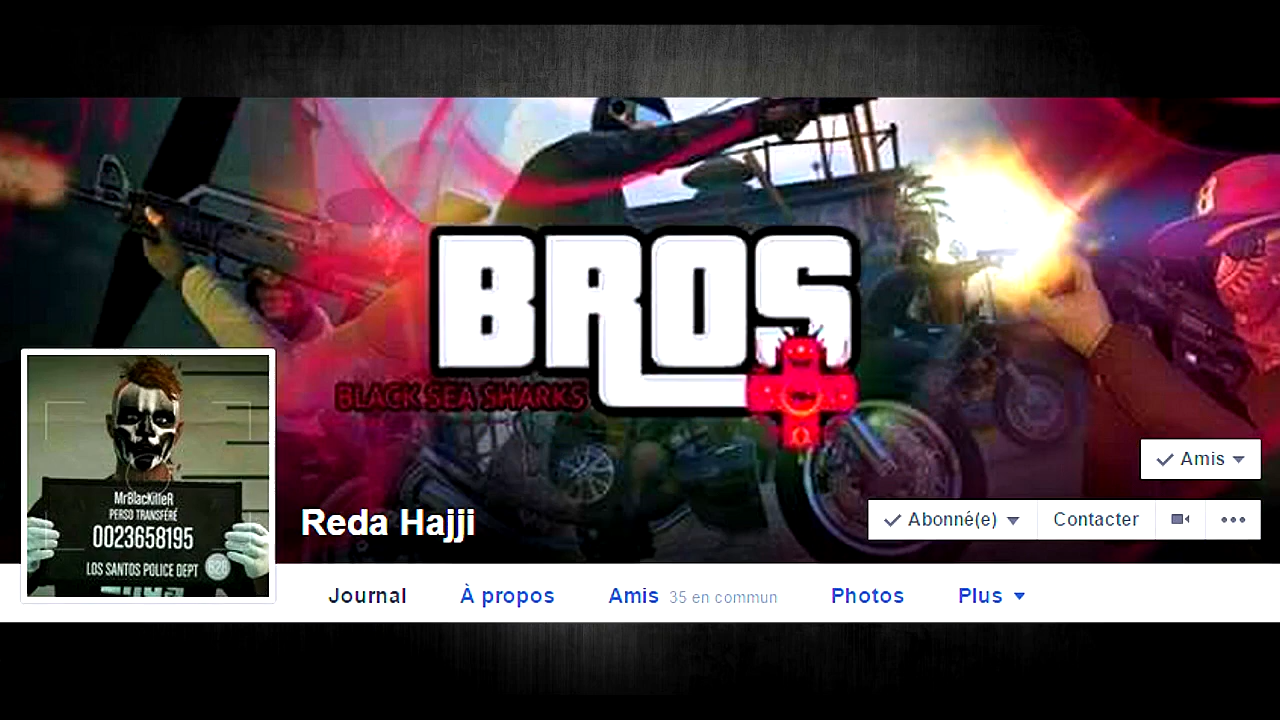 BROS
BLACK SEA SHARKS
MrBlacKilleR
PERSO TRANSFÉRÉ
0023658195
LOS SANTOS POLICE DEPT
Reda Hajji
Amis
Abonné(e)
Contacter
Journal
À propos
Amis 35 en commun
Photos
Plus